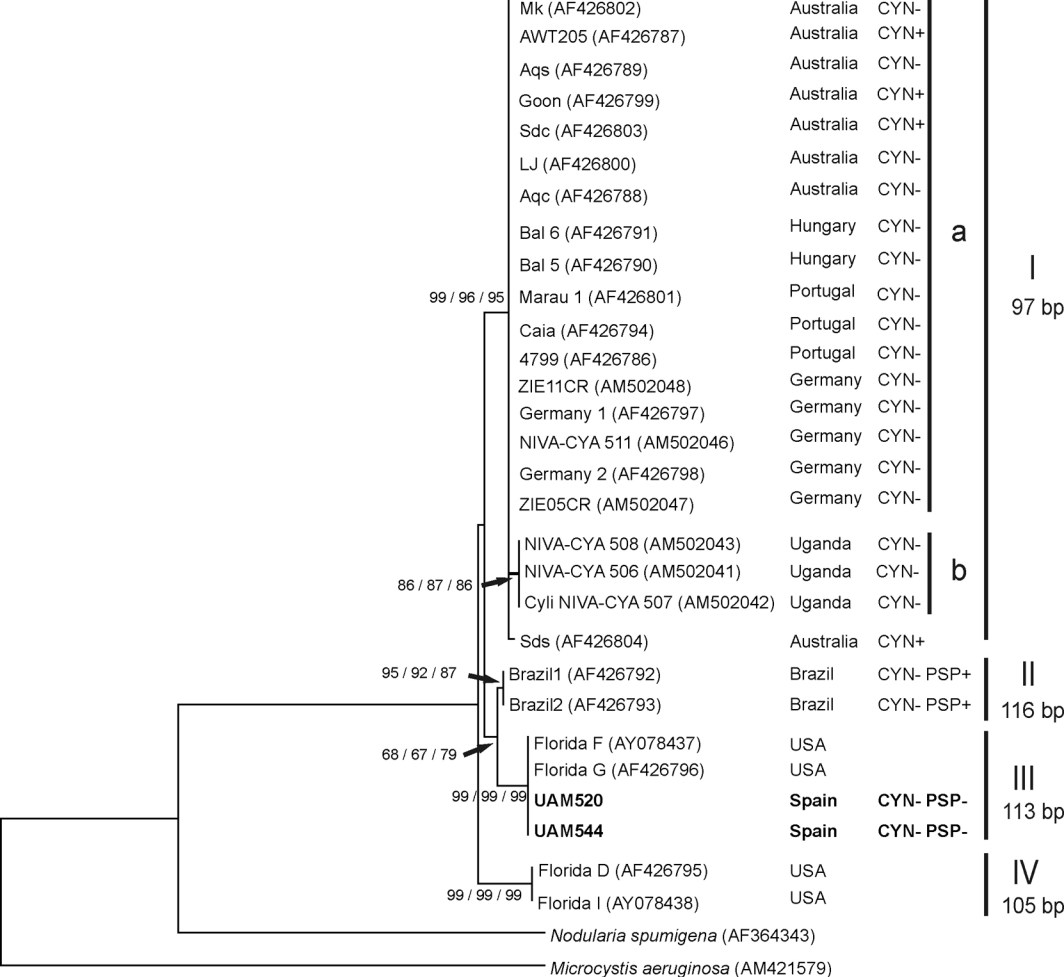 Mk (AF426802) Australia CYN-
AWT205 (AF426787) Australia CYN+
Aqs (AF426789) Australia CYN-
Goon (AF426799) Australia CYN+
Sdc (AF426803) Australia CYN+
LJ (AF426800) Australia CYN-
Aqc (AF426788) Australia CYN-
Bal 6 (AF426791) Hungary CYN-
a
Bal 5 (AF426790) Hungary CYN-
I
99 / 96 / 95 Marau 1 (AF426801) Portugal CYN-
97 bp
Caia (AF426794) Portugal CYN-
4799 (AF426786) Portugal CYN-
ZIE11CR (AM502048) Germany CYN-
Germany 1 (AF426797) Germany CYN-
NIVA-CYA 511 (AM502046) Germany CYN-
Germany 2 (AF426798) Germany CYN-
ZIE05CR (AM502047) Germany CYN-
NIVA-CYA 508 (AM502043) Uganda CYN-
NIVA-CYA 506 (AM502041) Uganda CYN-
b
86 / 87 / 86
Cyli NIVA-CYA 507 (AM502042) Uganda CYN-
Sds (AF426804) Australia CYN+
95 / 92 / 87 Brazil1 (AF426792) Brazil CYN- PSP+
II
Brazil2 (AF426793) Brazil CYN- PSP+
116 bp
Florida F (AY078437) USA
68 / 67 / 79
Florida G (AF426796) USA
III
99 / 99 / 99 UAM520 Spain CYN- PSP-
113 bp
UAM544 Spain CYN- PSP-
Florida D (AF426795) USA
IV
99 / 99 / 99
Florida I (AY078438) USA
105 bp
Nodularia spumigena (AF364343)
Microcystis aeruginosa (AM421579)